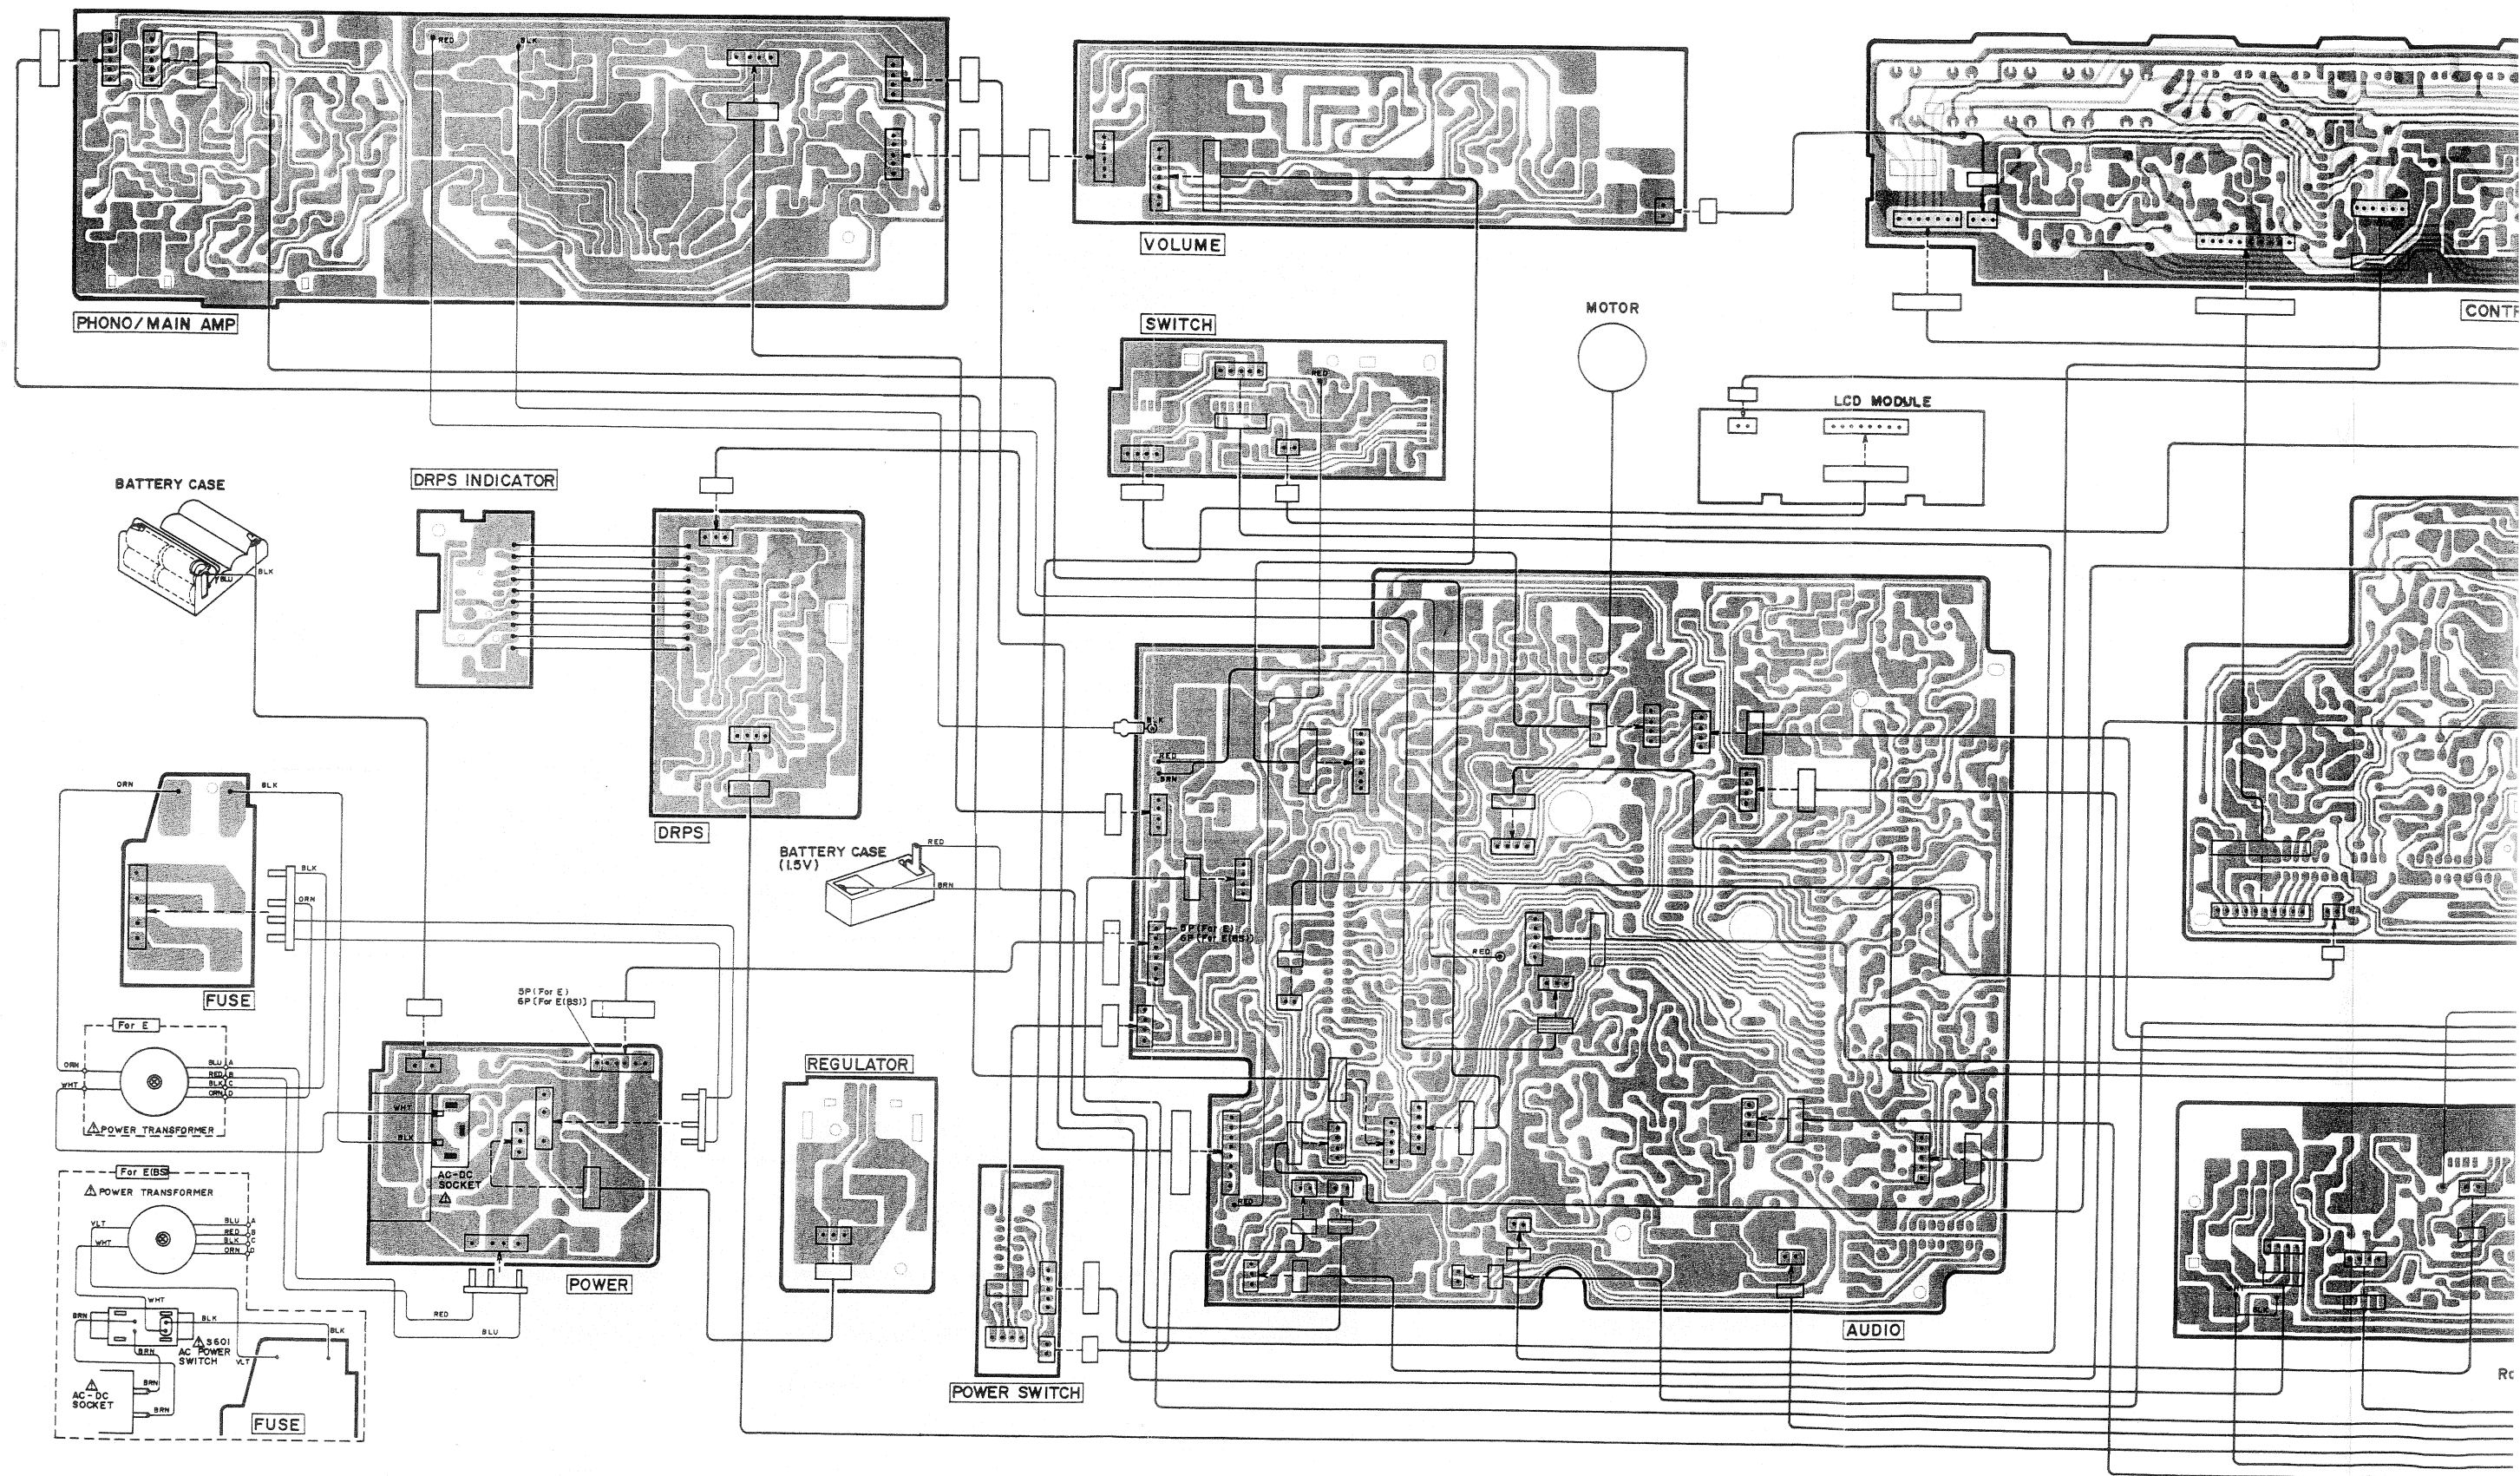 RED
BLK
PHONO/MAIN AMP
VOLUME
SWITCH
RED
MOTOR
LCD MODULE
BATTERY CASE
BLU
BLK
DRPS INDICATOR
DRPS
BATTERY CASE
(1.5V)
RED
BRN
ORN
BLK
BLK
ORN
FUSE
BLK
RED
BRN
5P (For E)
6P [For E(BS)]
RED
RED
AUDIO
5P (For E)
6P [For E(BS)]
For E
ORN
WHT
BLU A
RED B
BLK C
ORN D
⚠POWER TRANSFORMER
WHT
BLK
AC-DC
SOCKET
⚠
POWER
RED
BLU
REGULATOR
POWER SWITCH
For E(BS)
⚠POWER TRANSFORMER
VLT
WHT
BLU A
RED B
BLK C
ORN D
WHT
BRN
BLK
BLK
⚠S601
AC POWER
SWITCH
BRN
VLT
⚠
AC-DC
SOCKET
BRN
BRN
FUSE
WHT
BLK